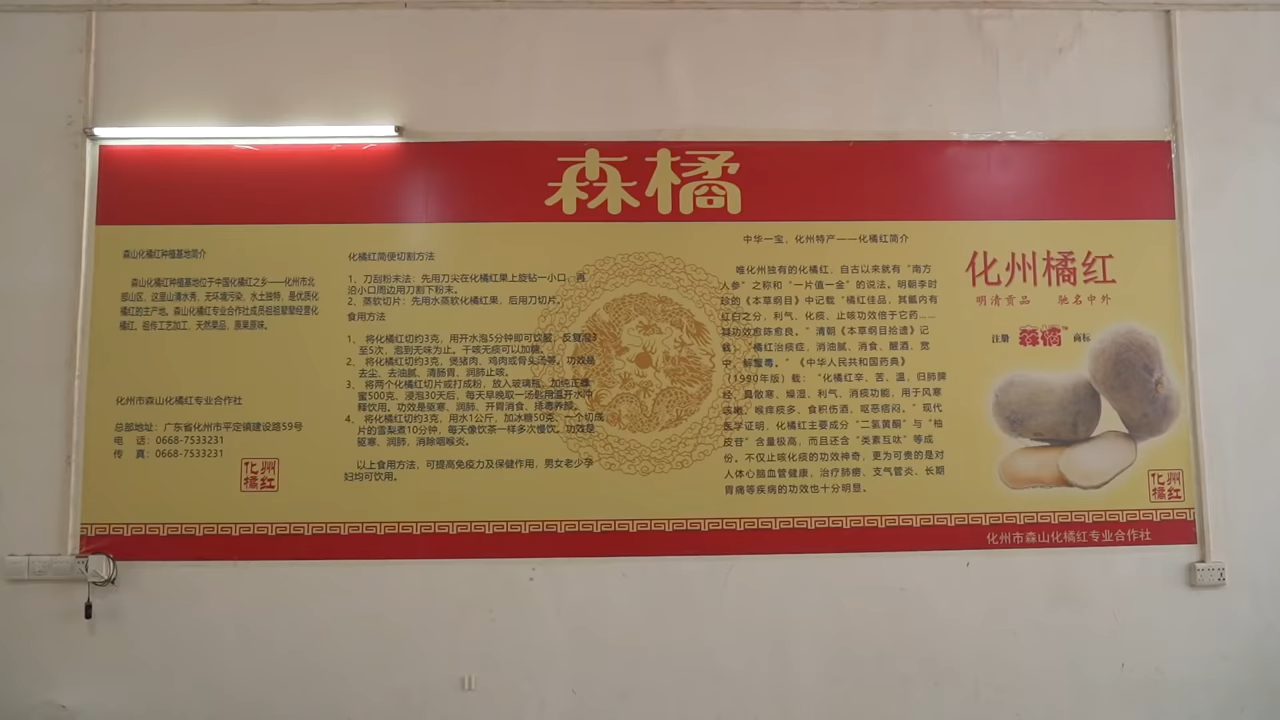 森橘
森山化橘红种植基地简介
森山化橘红种植基地位于中国化橘红之乡——化州市北
部山区，这里山清水秀、无环境污染、水土独特，是优质化
橘红的主产地。森山化橘红专业合作社成员祖祖辈辈经营化
橘红。祖传工艺加工，天然果品，原果原味。
化州市森山化橘红专业合作社
总部地址：广东省化州市平定镇建设路59号
电　话：0668-7533231
传　真：0668-7533231
化州
橘红
化橘红简便切割方法
1、刀刮粉末法：先用刀尖在化橘红果上旋钻一小口，再
沿小口周边用刀割下粉末。
2、蒸软切片：先用水蒸软化橘红果，后用刀切片。
食用方法
1、 将化橘红切约3克，用开水泡5分钟即可饮服，反复泡3
至5次，泡到无味为止。干咳无痰可以加糖。
2、 将化橘红切约3克，煲猪肉、鸡肉或骨头汤等。功效是
去尘、去油腻、清肠胃、润肺止咳。
3、 将两个化橘红切片或打成粉，放入玻璃瓶，加纯正蜂
蜜500克、浸泡30天后，每天早晚取一汤匙用温开水冲
释饮用。功效是驱寒、润肺、开胃消食、排毒养颜。
4、 将化橘红切约3克，用水1公斤，加冰糖50克、一个切成
片的雪梨煮10分钟，每天像饮茶一样多次慢饮。功效是
驱寒、润肺、消除咽喉炎。
以上食用方法，可提高免疫力及保健作用，男女老少孕
妇均可饮用。
中华一宝，化州特产——化橘红简介
唯化州独有的化橘红，自古以来就有“南方
人参”之称和“一片值一金”的说法。明朝李时
珍的《本草纲目》中记载“橘红佳品，其瓤内有
红白之分，利气、化痰、止咳功效倍于它药……
其功效愈陈愈良。”清朝《本草纲目拾遗》记
载：“橘红治痰症，消油腻、消食、醒酒、宽
中、解蟹毒。”《中华人民共和国药典》
（1990年版）载：“化橘红辛、苦、温，归肺脾
经，具散寒、燥湿、利气、消痰功能，用于风寒
咳嗽、喉痒痰多、食积伤酒、呕恶痞闷。”现代
医学证明，化橘红主要成分“二氢黄酮”与“柚
皮苷”含量极高，而且还含“类素互呔”等成
份。不仅止咳化痰的功效神奇，更为可贵的是对
人体心脑血管健康，治疗肺痨、支气管炎、长期
胃痛等疾病的功效也十分明显。
化州橘红
明清贡品　驰名中外
注册 森橘 商标
化州
橘红
化州市森山化橘红专业合作社